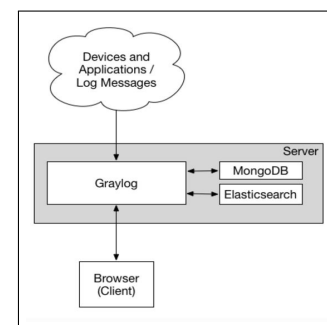 Devices and
Applications /
Log Messages
Server
Graylog
MongoDB
Elasticsearch
Browser
(Client)